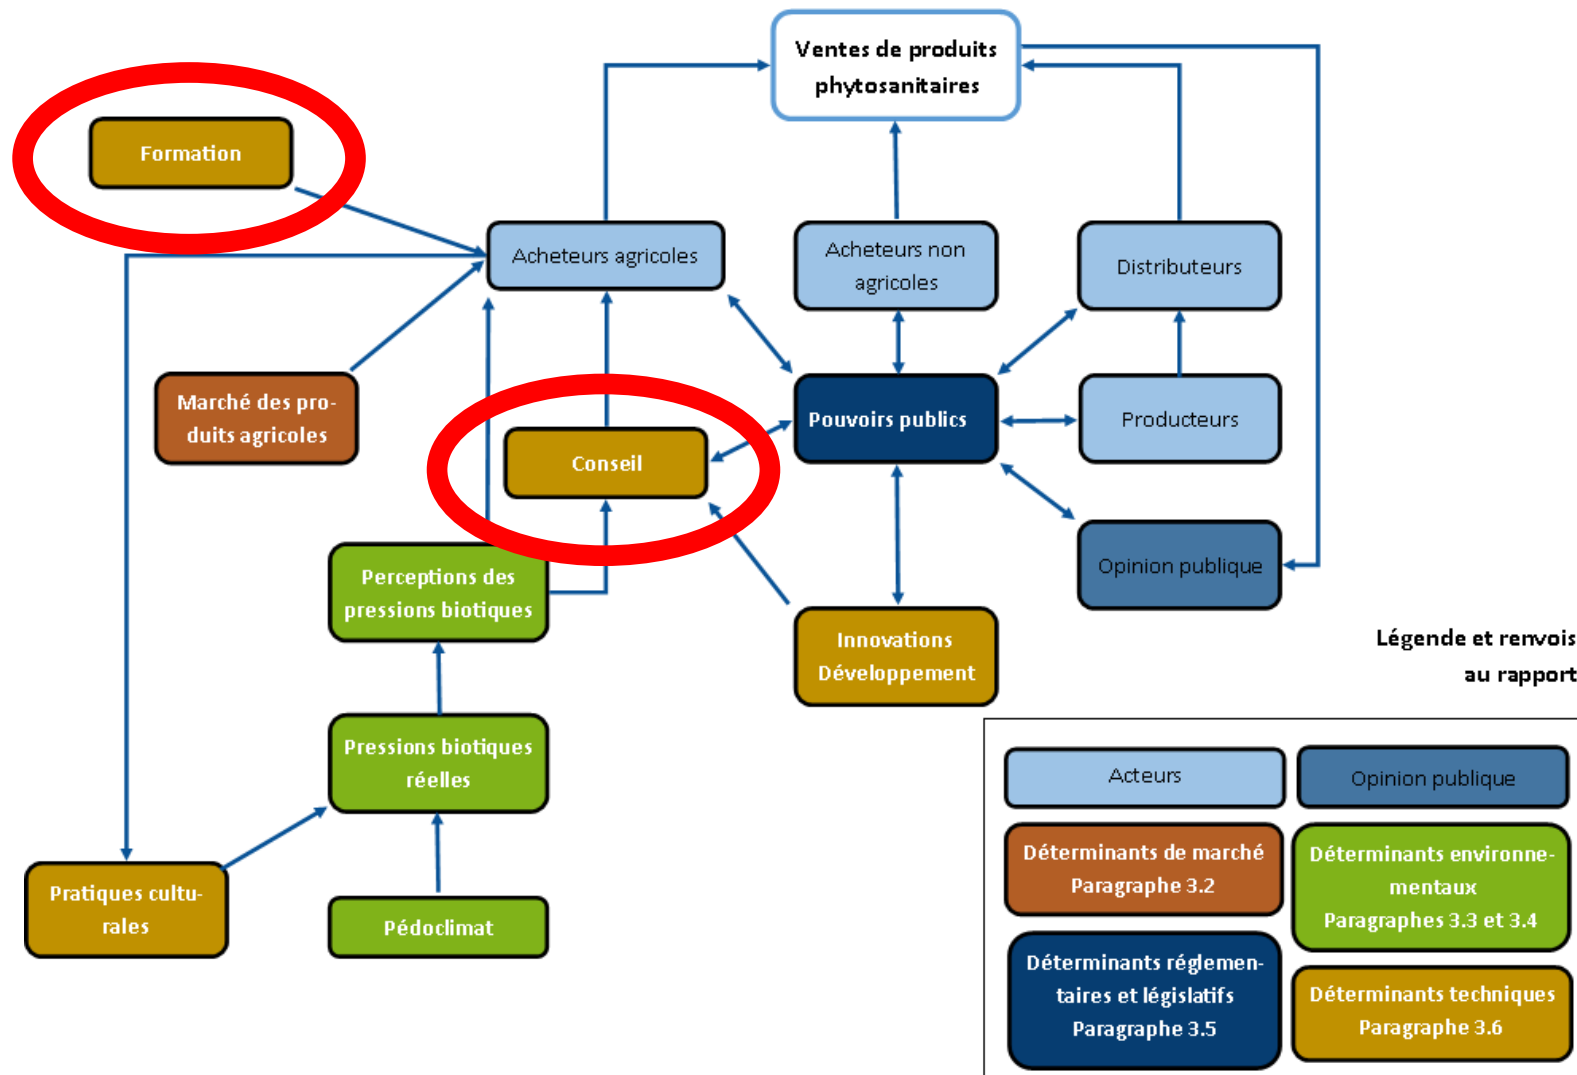 Ventes de produits
phytosanitaires
Formation
Acheteurs agricoles
Acheteurs non
agricoles
Distributeurs
Marché des pro-
duits agricoles
Conseil
Pouvoirs publics
Producteurs
Perceptions des
pressions biotiques
Opinion publique
Innovations
Développement
Légende et renvois
au rapport
Pressions biotiques
réelles
Pratiques cultu-
rales
Pédoclimat
Acteurs
Opinion publique
Déterminants de marché
Paragraphe 3.2
Déterminants environne-
mentaux
Paragraphes 3.3 et 3.4
Déterminants réglemen-
taires et législatifs
Paragraphe 3.5
Déterminants techniques
Paragraphe 3.6